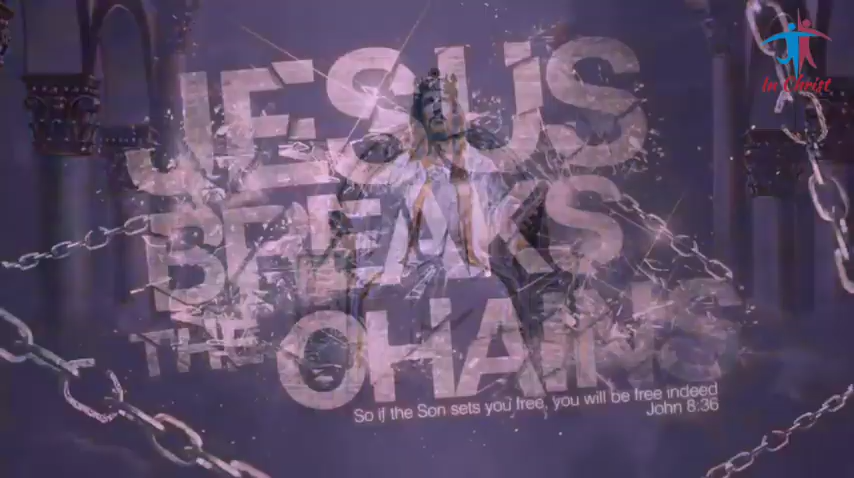 In Christ
JESUS
BREAKS
THE CHAINS
So if the Son sets you free, you will be free indeed
John 8:36